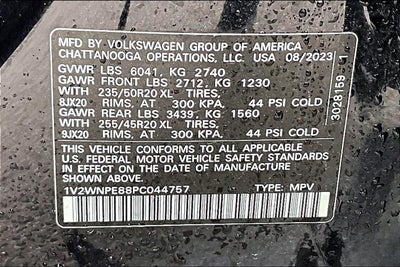 MFD BY VOLKSWAGEN GROUP OF AMERICA
CHATTANOOGA OPERATIONS, LLC. USA 08/2023
GVWR LBS 6041, KG 2740
GAWR FRONT LBS 2712, KG 1230
WITH 235/50R20 XL TIRES,
8JX20 RIMS, AT 300 KPA. 44 PSI COLD
GAWR REAR LBS 3439, KG 1560
WITH 255/45R20 XL TIRES,
9JX20 RIMS, AT 300 KPA. 44 PSI COLD
THIS VEHICLE CONFORMS TO ALL APPLICABLE
U.S. FEDERAL MOTOR VEHICLE SAFETY STANDARDS
IN EFFECT ON THE DATE OF MANUFACTURE
SHOWN ABOVE.
1V2WNPE88PC044757 TYPE: MPV
3028159 1